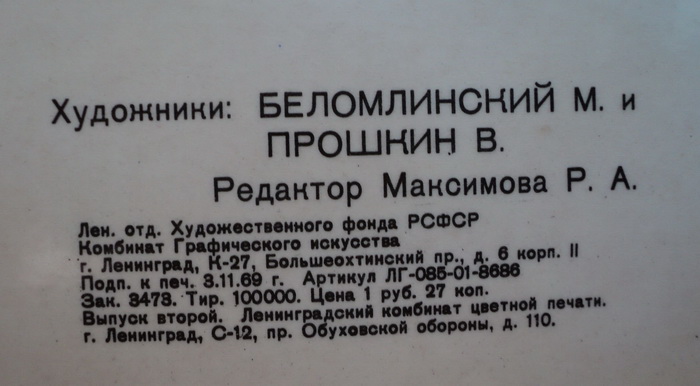 Художники: БЕЛОМЛИНСКИЙ М. и
ПРОШКИН В.
Редактор Максимова Р. А.
Лен. отд. Художественного фонда РСФСР
Комбинат Графического искусства
г. Ленинград, К-27, Большеохтинский пр., д. 6 корп. II
Подп. к печ. 3.11.69 г. Артикул ЛГ-085-01-8686
Зак. 3473. Тир. 100000. Цена 1 руб. 27 коп.
Выпуск второй. Ленинградский комбинат цветной печати.
г. Ленинград, С-12, пр. Обуховской обороны, д. 110.